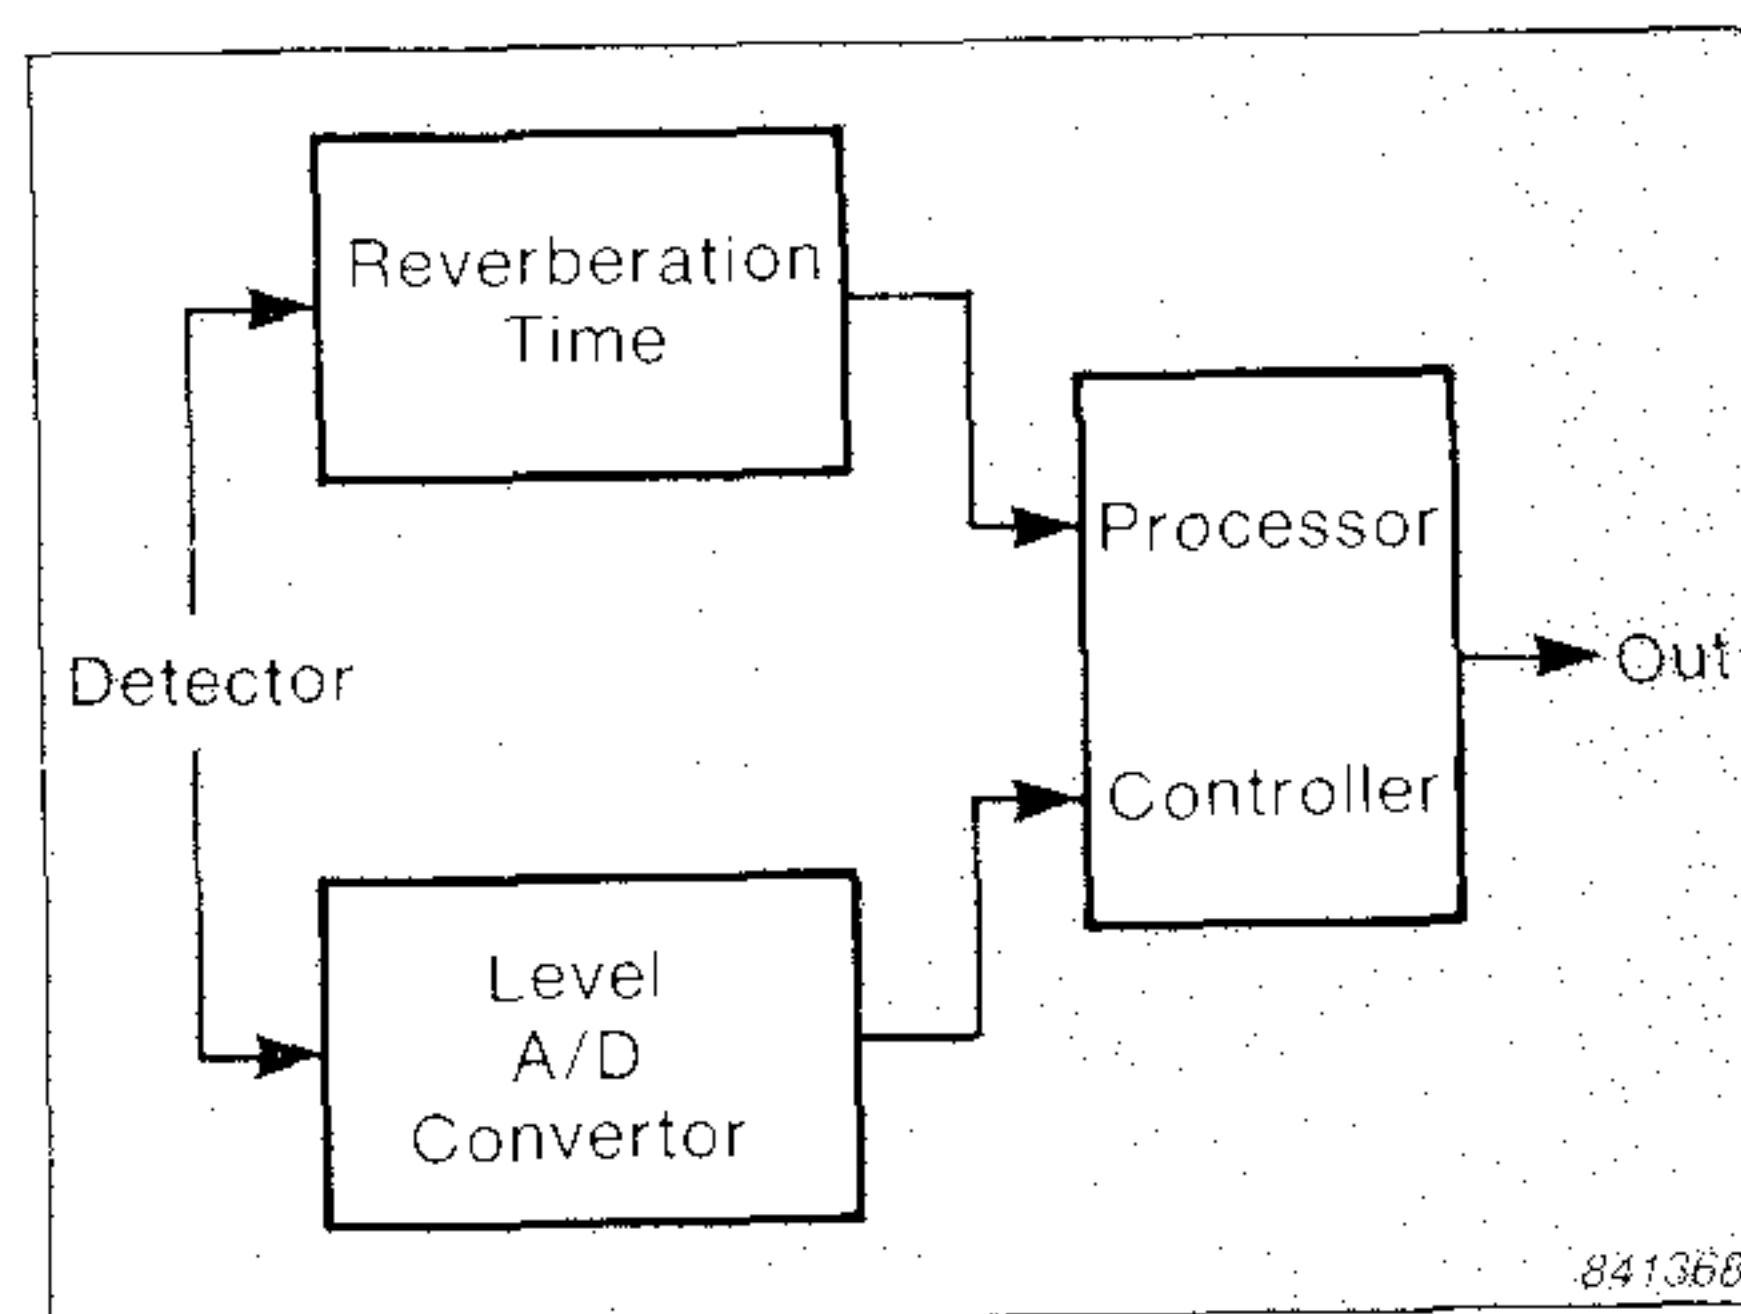 Reverberation
Time
Processor
Detector
Out
Controller
Level
A/D
Convertor
841368